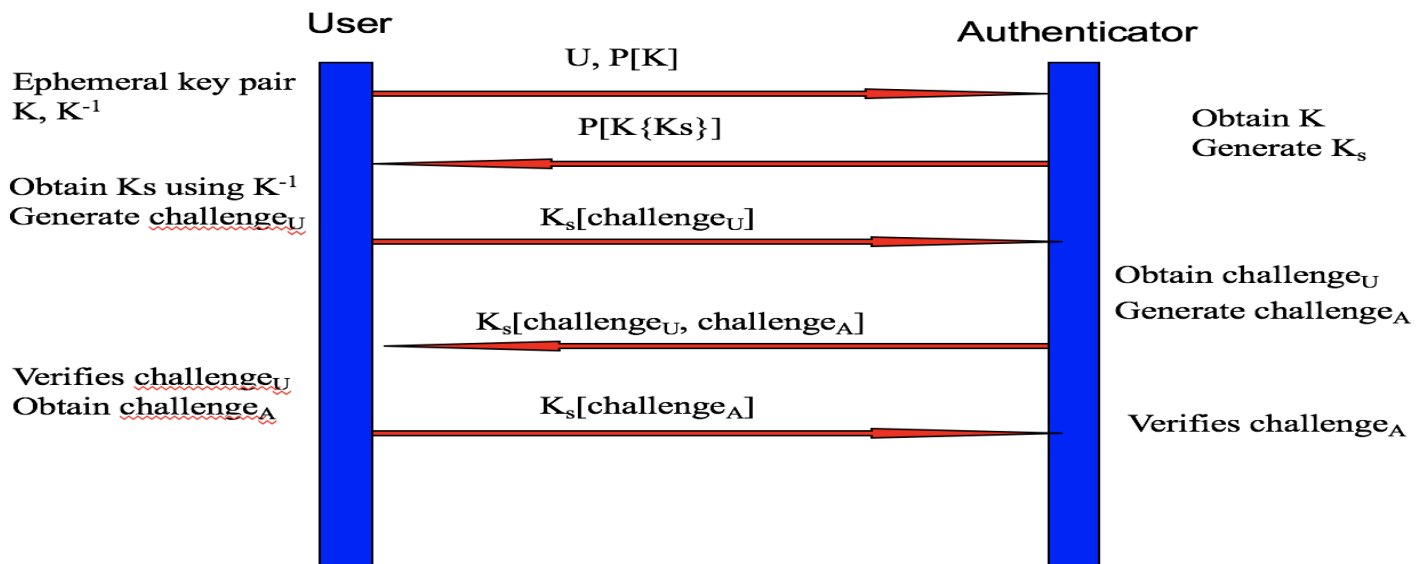 User
Authenticator
U, P[K]
Ephemeral key pair
K, K⁻¹
Obtain K
Generate Kₛ
P[K{Ks}]
Obtain Ks using K⁻¹
Generate challengeU
Kₛ[challengeU]
Obtain challengeU
Generate challengeA
Kₛ[challengeU, challengeA]
Verifies challengeU
Obtain challengeA
Kₛ[challengeA]
Verifies challengeA